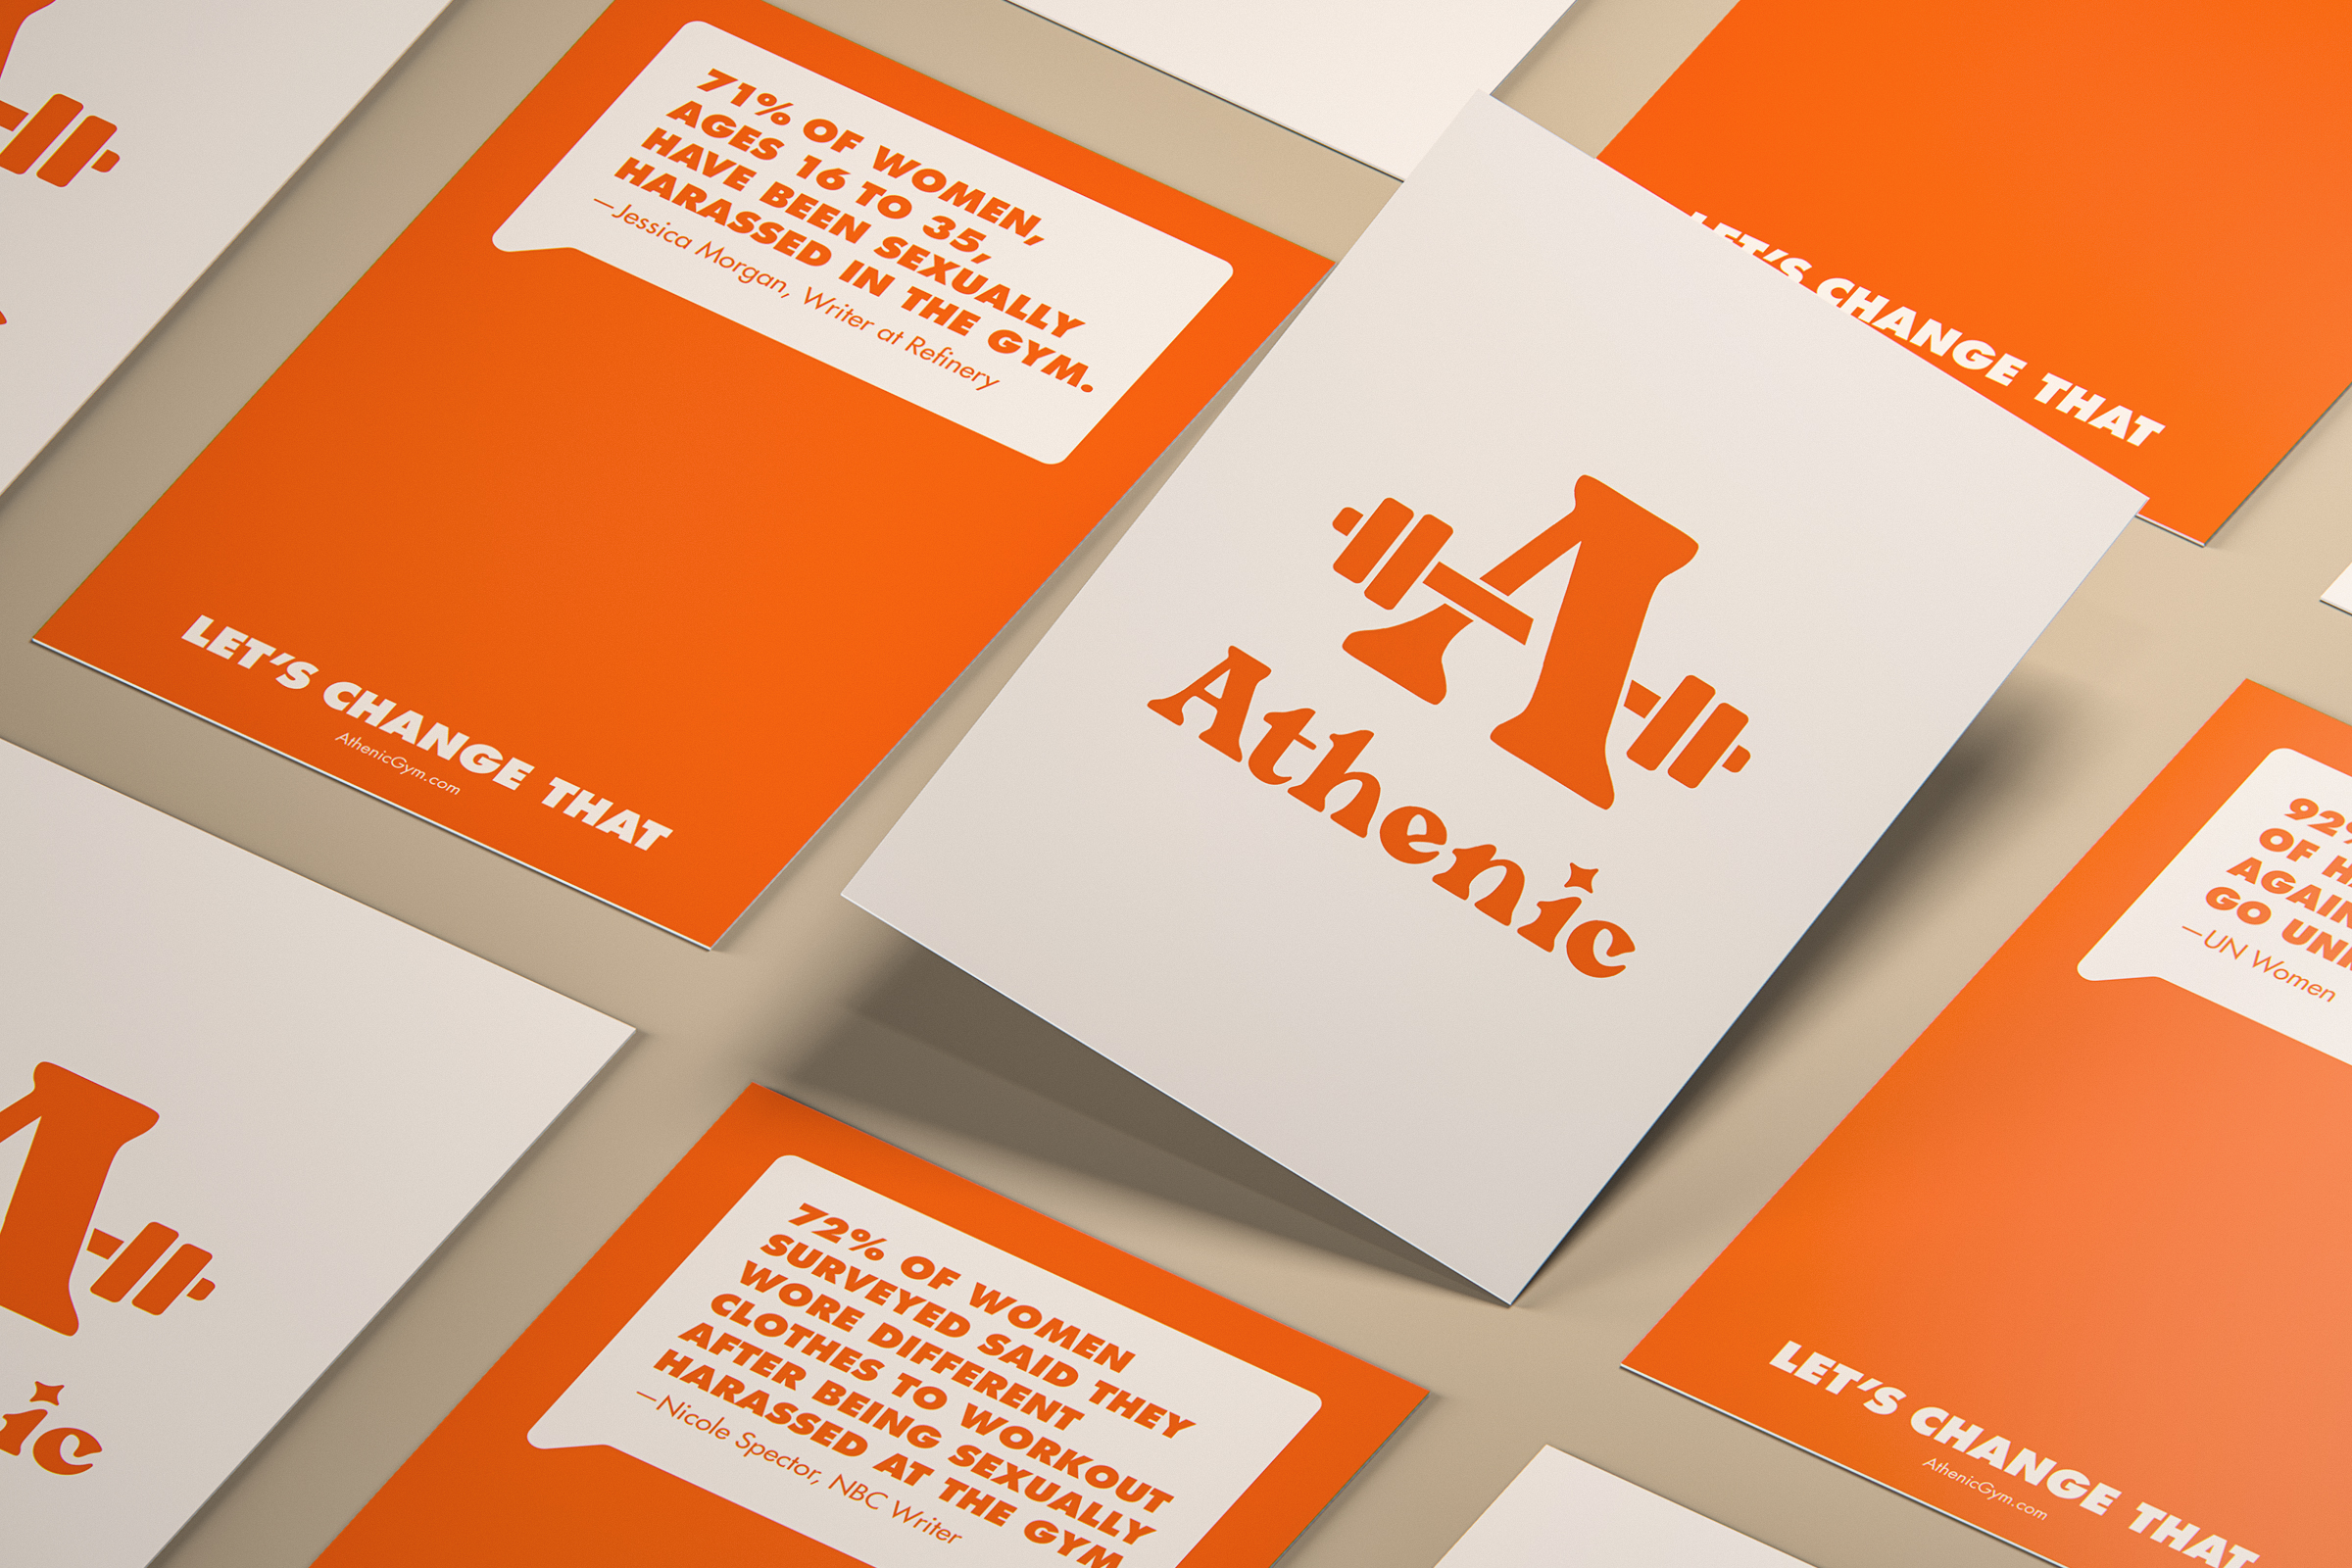 71% OF WOMEN,
AGES 16 TO 35,
HAVE BEEN SEXUALLY
HARASSED IN THE GYM.
—Jessica Morgan, Writer at Refinery
LET'S CHANGE THAT
AthenicGym.com
LET'S CHANGE THAT
A
Athenic
92%
OF
AGAIN
GO
—UN Women
LET'S CHANGE THAT
AthenicGym.com
A
ic
72% OF WOMEN
SURVEYED SAID THEY
WORE DIFFERENT
CLOTHES TO WORKOUT
AFTER BEING SEXUALLY
HARASSED AT THE GYM
—Nicole Spector, NBC Writer